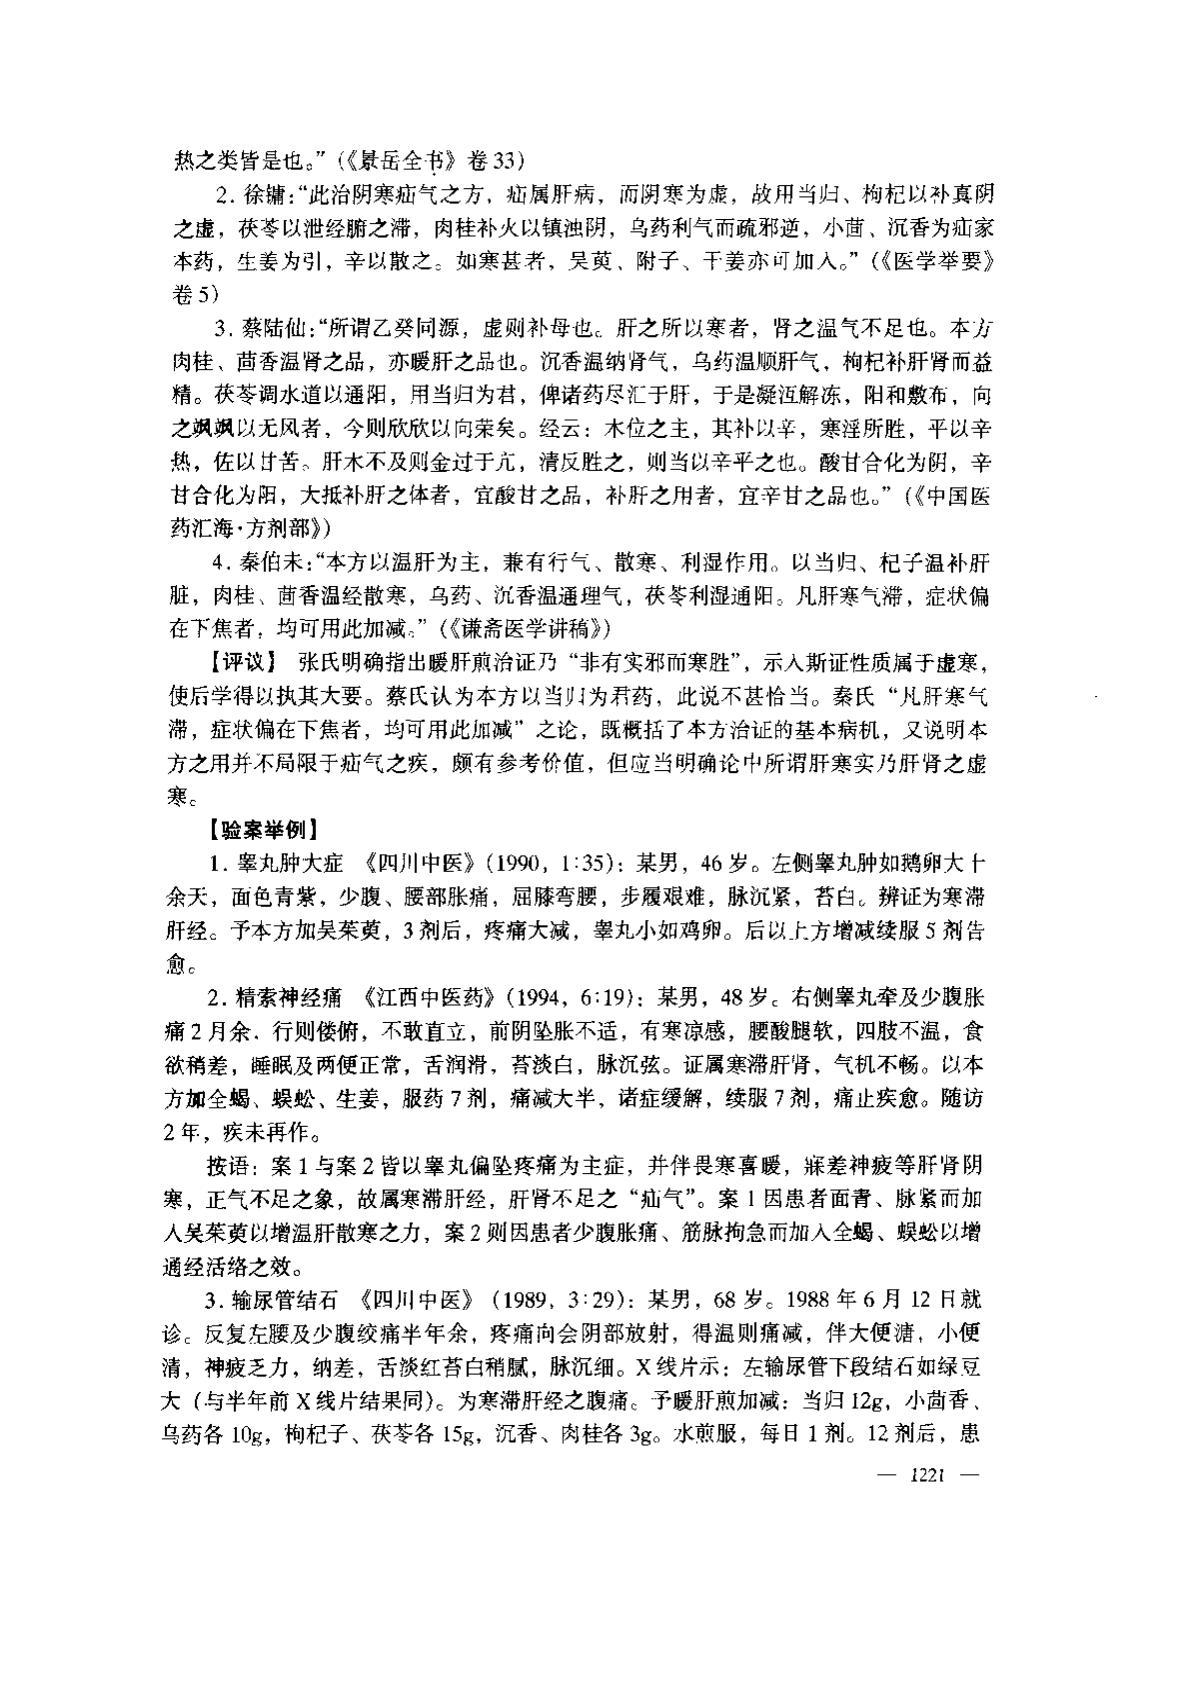 热之类皆是也。”(《景岳全书》卷33)
2. 徐镛:“此治阴寒疝气之方，疝属肝病，而阴寒为虚，故用当归、枸杞以补真阴
之虚，茯苓以泄经腑之滞，肉桂补火以镇浊阴，乌药利气而疏邪逆，小茴、沉香为疝家
本药，生姜为引，辛以散之。如寒甚者，吴萸、附子、干姜亦可加入。”(《医学举要》
卷5)
3. 蔡陆仙:“所谓乙癸同源，虚则补母也。肝之所以寒者，肾之温气不足也。本方
肉桂、茴香温肾之品，亦暖肝之品也。沉香温纳肾气，乌药温顺肝气，枸杞补肝肾而益
精。茯苓调水道以通阳，用当归为君，俾诸药尽汇于肝，于是凝沍解冻，阳和敷布，向
之飒飒以无风者，今则欣欣以向荣矣。经云：木位之主，其补以辛，寒淫所胜，平以辛
热，佐以甘苦。肝木不及则金过于亢，清反胜之，则当以辛平之也。酸甘合化为阴，辛
甘合化为阳，大抵补肝之体者，宜酸甘之品，补肝之用者，宜辛甘之品也。”(《中国医
药汇海·方剂部》)
4. 秦伯未:“本方以温肝为主，兼有行气、散寒、利湿作用。以当归、杞子温补肝
脏，肉桂、茴香温经散寒，乌药、沉香温通理气，茯苓利湿通阳。凡肝寒气滞，症状偏
在下焦者，均可用此加减。”(《谦斋医学讲稿》)
【评议】 张氏明确指出暖肝煎治证乃“非有实邪而寒胜”，示人斯证性质属于虚寒，
使后学得以执其大要。蔡氏认为本方以当归为君药，此说不甚恰当。秦氏“凡肝寒气
滞，症状偏在下焦者，均可用此加减”之论，既概括了本方治证的基本病机，又说明本
方之用并不局限于疝气之疾，颇有参考价值，但应当明确论中所谓肝寒实乃肝肾之虚
寒。
【验案举例】
1. 睾丸肿大症 《四川中医》(1990，1:35)：某男，46岁。左侧睾丸肿如鹅卵大十
余天，面色青紫，少腹、腰部胀痛，屈膝弯腰，步履艰难，脉沉紧，苔白。辨证为寒滞
肝经。予本方加吴茱萸，3剂后，疼痛大减，睾丸小如鸡卵。后以上方增减续服5剂告
愈。
2. 精索神经痛 《江西中医药》(1994，6:19)：某男，48岁。右侧睾丸牵及少腹胀
痛2月余．行则偻俯，不敢直立，前阴坠胀不适，有寒凉感，腰酸腿软，四肢不温，食
欲稍差，睡眠及两便正常，舌润滑，苔淡白，脉沉弦。证属寒滞肝肾，气机不畅。以本
方加全蝎、蜈蚣、生姜，服药7剂，痛减大半，诸症缓解，续服7剂，痛止疾愈。随访
2年，疾未再作。
按语：案1与案2皆以睾丸偏坠疼痛为主症，并伴畏寒喜暖，寐差神疲等肝肾阴
寒，正气不足之象，故属寒滞肝经，肝肾不足之“疝气”。案1因患者面青、脉紧而加
人吴茱萸以增温肝散寒之力，案2则因患者少腹胀痛、筋脉拘急而加入全蝎、蜈蚣以增
通经活络之效。
3. 输尿管结石 《四川中医》(1989，3:29)：某男，68岁。1988年6月12日就
诊。反复左腰及少腹绞痛半年余，疼痛向会阴部放射，得温则痛减，伴大便溏，小便
清，神疲乏力，纳差，舌淡红苔白稍腻，脉沉细。X线片示：左输尿管下段结石如绿豆
大（与半年前X线片结果同）。为寒滞肝经之腹痛。予暖肝煎加减：当归12g，小茴香、
乌药各10g，枸杞子、茯苓各15g，沉香、肉桂各3g。水煎服，每日1剂。12剂后，患
— 1221 —